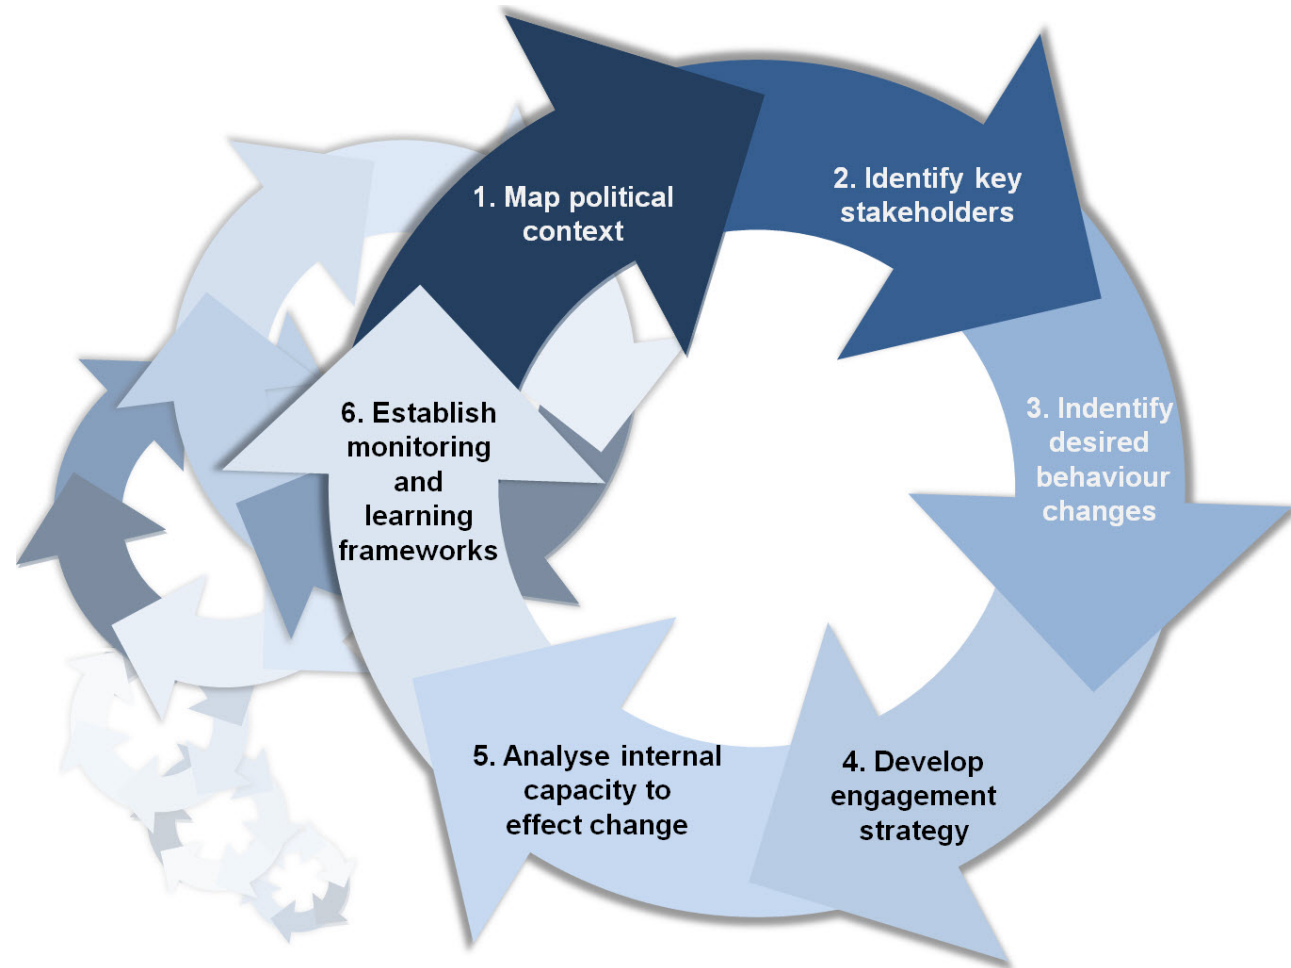 1. Map political
context
2. Identify key
stakeholders
3. Indentify
desired
behaviour
changes
4. Develop
engagement
strategy
5. Analyse internal
capacity to
effect change
6. Establish
monitoring
and
learning
frameworks